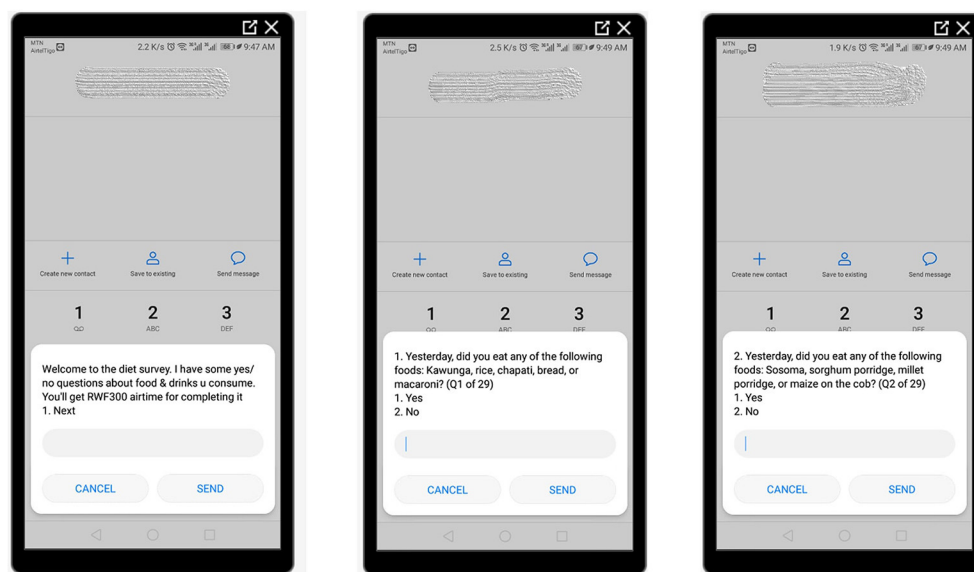 MTN
AirtelTigo
2.2 K/s 9:47 AM
Create new contact
Save to existing
Send message
1 2 3
ABC DEF
Welcome to the diet survey. I have some yes/
no questions about food & drinks u consume.
You'll get RWF300 airtime for completing it
1. Next
CANCEL SEND
MTN
AirtelTigo
2.5 K/s 9:49 AM
Create new contact
Save to existing
Send message
1 2 3
ABC DEF
1. Yesterday, did you eat any of the following
foods: Kawunga, rice, chapati, bread, or
macaroni? (Q1 of 29)
1. Yes
2. No
CANCEL SEND
MTN
AirtelTigo
1.9 K/s 9:49 AM
Create new contact
Save to existing
Send message
1 2 3
ABC DEF
2. Yesterday, did you eat any of the following
foods: Sosoma, sorghum porridge, millet
porridge, or maize on the cob? (Q2 of 29)
1. Yes
2. No
CANCEL SEND